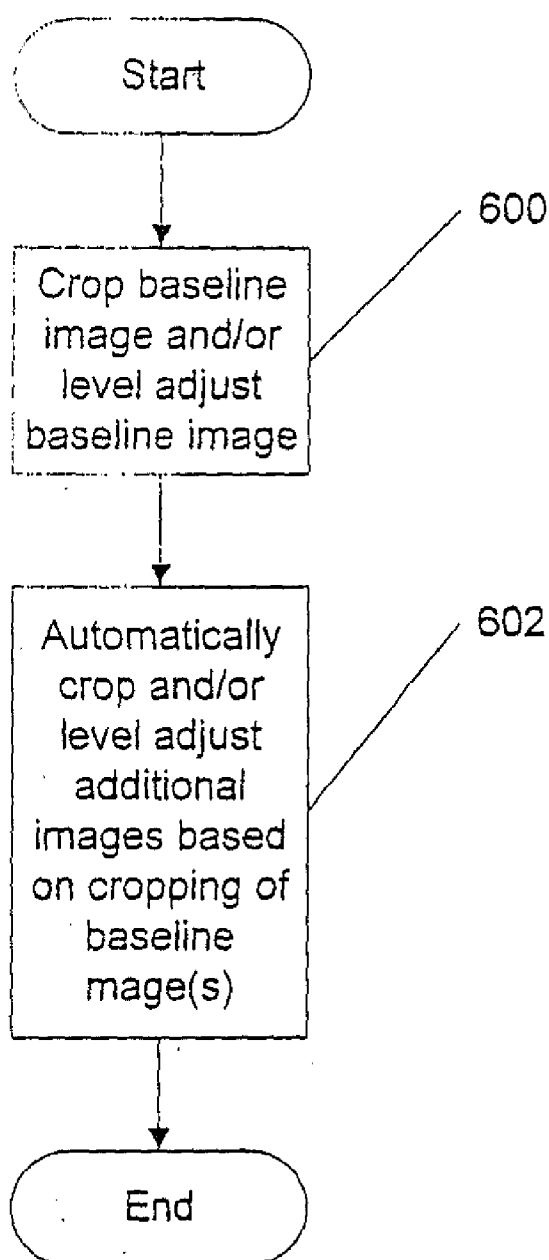 Start
600
Crop baseline
image and/or
level adjust
baseline image
602
Automatically
crop and/or
level adjust
additional
images based
on cropping of
baseline
mage(s)
End